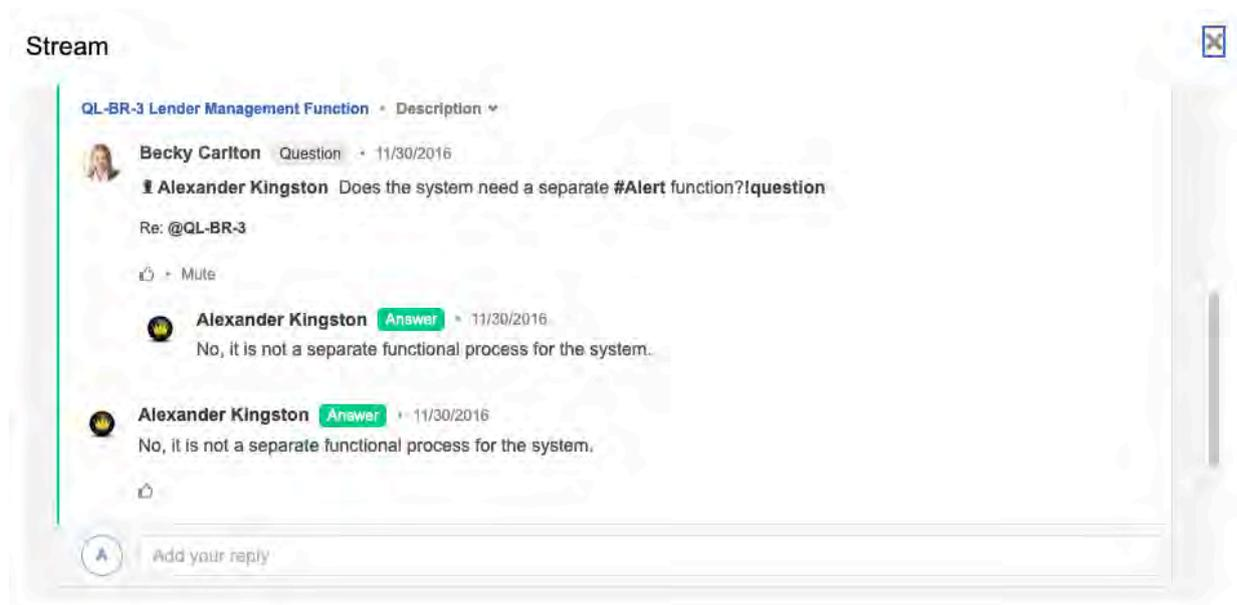 Stream
QL-BR-3 Lender Management Function • Description
Becky Carlton Question • 11/30/2016
Alexander Kingston Does the system need a separate #Alert function?!question
Re: @QL-BR-3
• Mute
Alexander Kingston Answer • 11/30/2016
No, it is not a separate functional process for the system.
Alexander Kingston Answer • 11/30/2016
No, it is not a separate functional process for the system.
A Add your reply